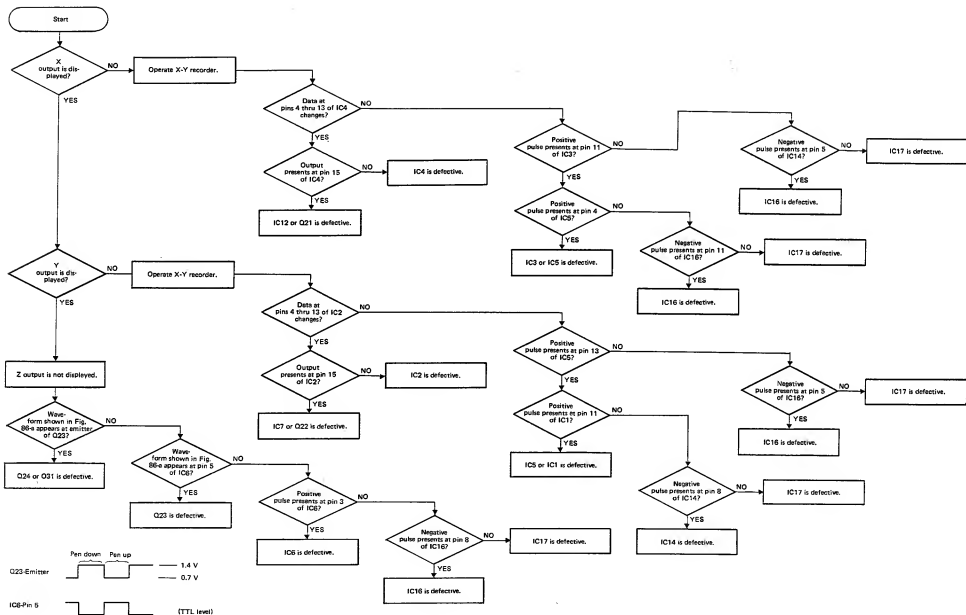 Start
X
output is dis-
played?
NO
YES
Operate X-Y recorder.
Data at
pins 4 thru 13 of IC4
changes?
NO
YES
Output
presents at pin 15
of IC4?
NO
YES
IC4 is defective.
IC12 or Q21 is defective.
Positive
pulse presents at pin 11
of IC3?
NO
YES
Negative
pulse presents at pin 5
of IC14?
NO
YES
IC17 is defective.
IC16 is defective.
Positive
pulse presents at pin 4
of IC5?
NO
YES
IC3 or IC5 is defective.
Negative
pulse presents at pin 11
of IC16?
NO
YES
IC17 is defective.
IC16 is defective.
Y
output is dis-
played?
NO
YES
Operate X-Y recorder.
Data at
pins 4 thru 13 of IC2
changes?
NO
YES
Output
presents at pin 15
of IC2?
NO
YES
IC2 is defective.
IC7 or Q22 is defective.
Positive
pulse presents at pin 13
of IC5?
NO
YES
Negative
pulse presents at pin 5
of IC16?
NO
YES
IC17 is defective.
IC16 is defective.
Positive
pulse presents at pin 11
of IC1?
NO
YES
IC5 or IC1 is defective.
Negative
pulse presents at pin 8
of IC14?
NO
YES
IC17 is defective.
IC14 is defective.
Z output is not displayed.
Wave-
form shown in Fig.
86-a appears at emitter
of Q23?
NO
YES
Q24 or Q31 is defective.
Wave-
form shown in Fig.
86-a appears at pin 5
of IC6?
NO
YES
Q23 is defective.
Positive
pulse presents at pin 3
of IC6?
NO
YES
IC6 is defective.
Negative
pulse presents at pin 8
of IC16?
NO
YES
IC17 is defective.
IC16 is defective.
Pen down Pen up
Q23-Emitter
1.4 V
0.7 V
IC6-Pin 5
(TTL level)